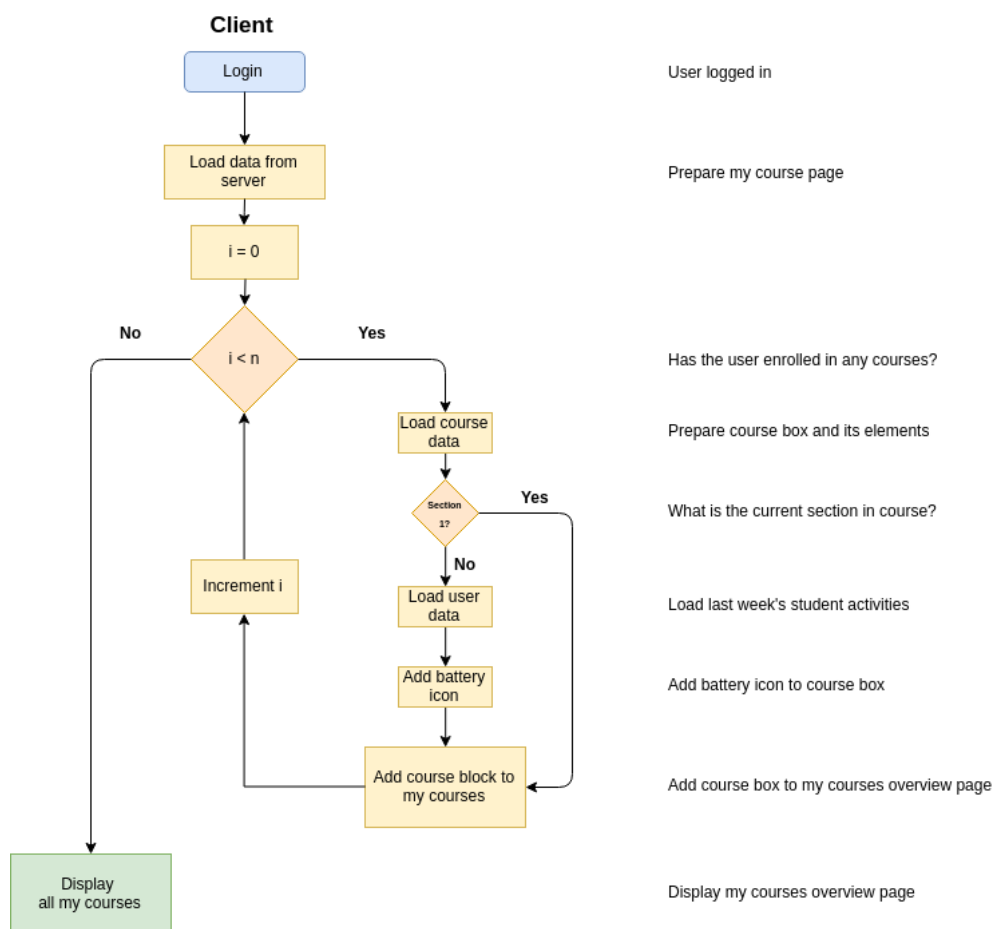 Client
Login
User logged in
Load data from
server
Prepare my course page
i = 0
No
Yes
i < n
Has the user enrolled in any courses?
Load course
data
Prepare course box and its elements
Section
1?
Yes
What is the current section in course?
No
Increment i
Load user
data
Load last week's student activities
Add battery
icon
Add battery icon to course box
Add course block to
my courses
Add course box to my courses overview page
Display
all my courses
Display my courses overview page